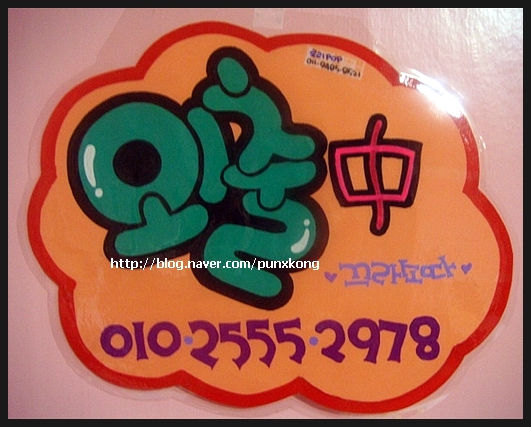 외출 中
http://blog.naver.com/punxkong
010·2555·2978